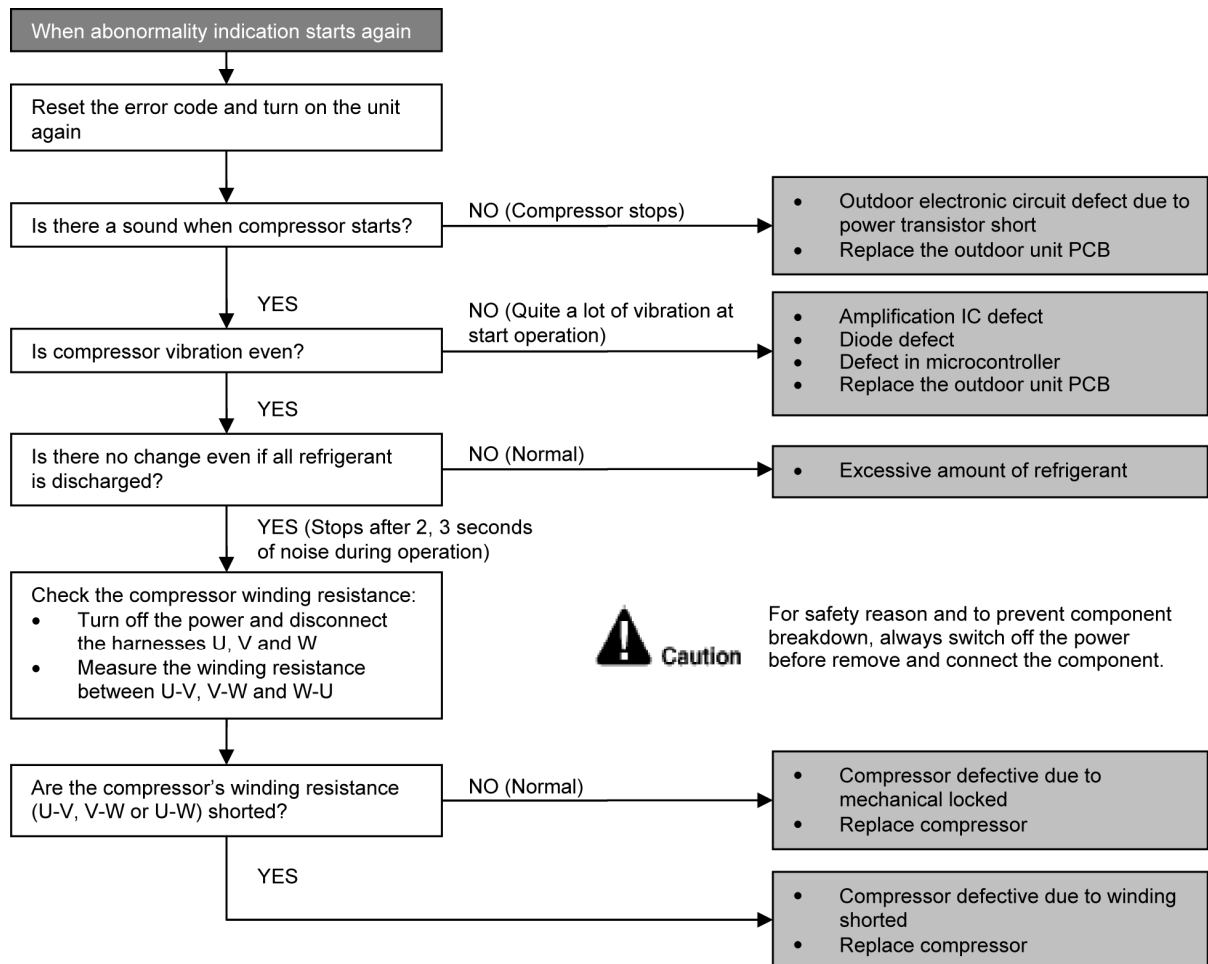 When abonormality indication starts again
Reset the error code and turn on the unit
again
Is there a sound when compressor starts?
NO (Compressor stops)
• Outdoor electronic circuit defect due to
power transistor short
• Replace the outdoor unit PCB
YES
Is compressor vibration even?
NO (Quite a lot of vibration at
start operation)
• Amplification IC defect
• Diode defect
• Defect in microcontroller
• Replace the outdoor unit PCB
YES
Is there no change even if all refrigerant
is discharged?
NO (Normal)
• Excessive amount of refrigerant
YES (Stops after 2, 3 seconds
of noise during operation)
Check the compressor winding resistance:
• Turn off the power and disconnect
the harnesses U, V and W
• Measure the winding resistance
between U-V, V-W and W-U
Caution
For safety reason and to prevent component
breakdown, always switch off the power
before remove and connect the component.
Are the compressor’s winding resistance
(U-V, V-W or U-W) shorted?
NO (Normal)
• Compressor defective due to
mechanical locked
• Replace compressor
YES
• Compressor defective due to winding
shorted
• Replace compressor